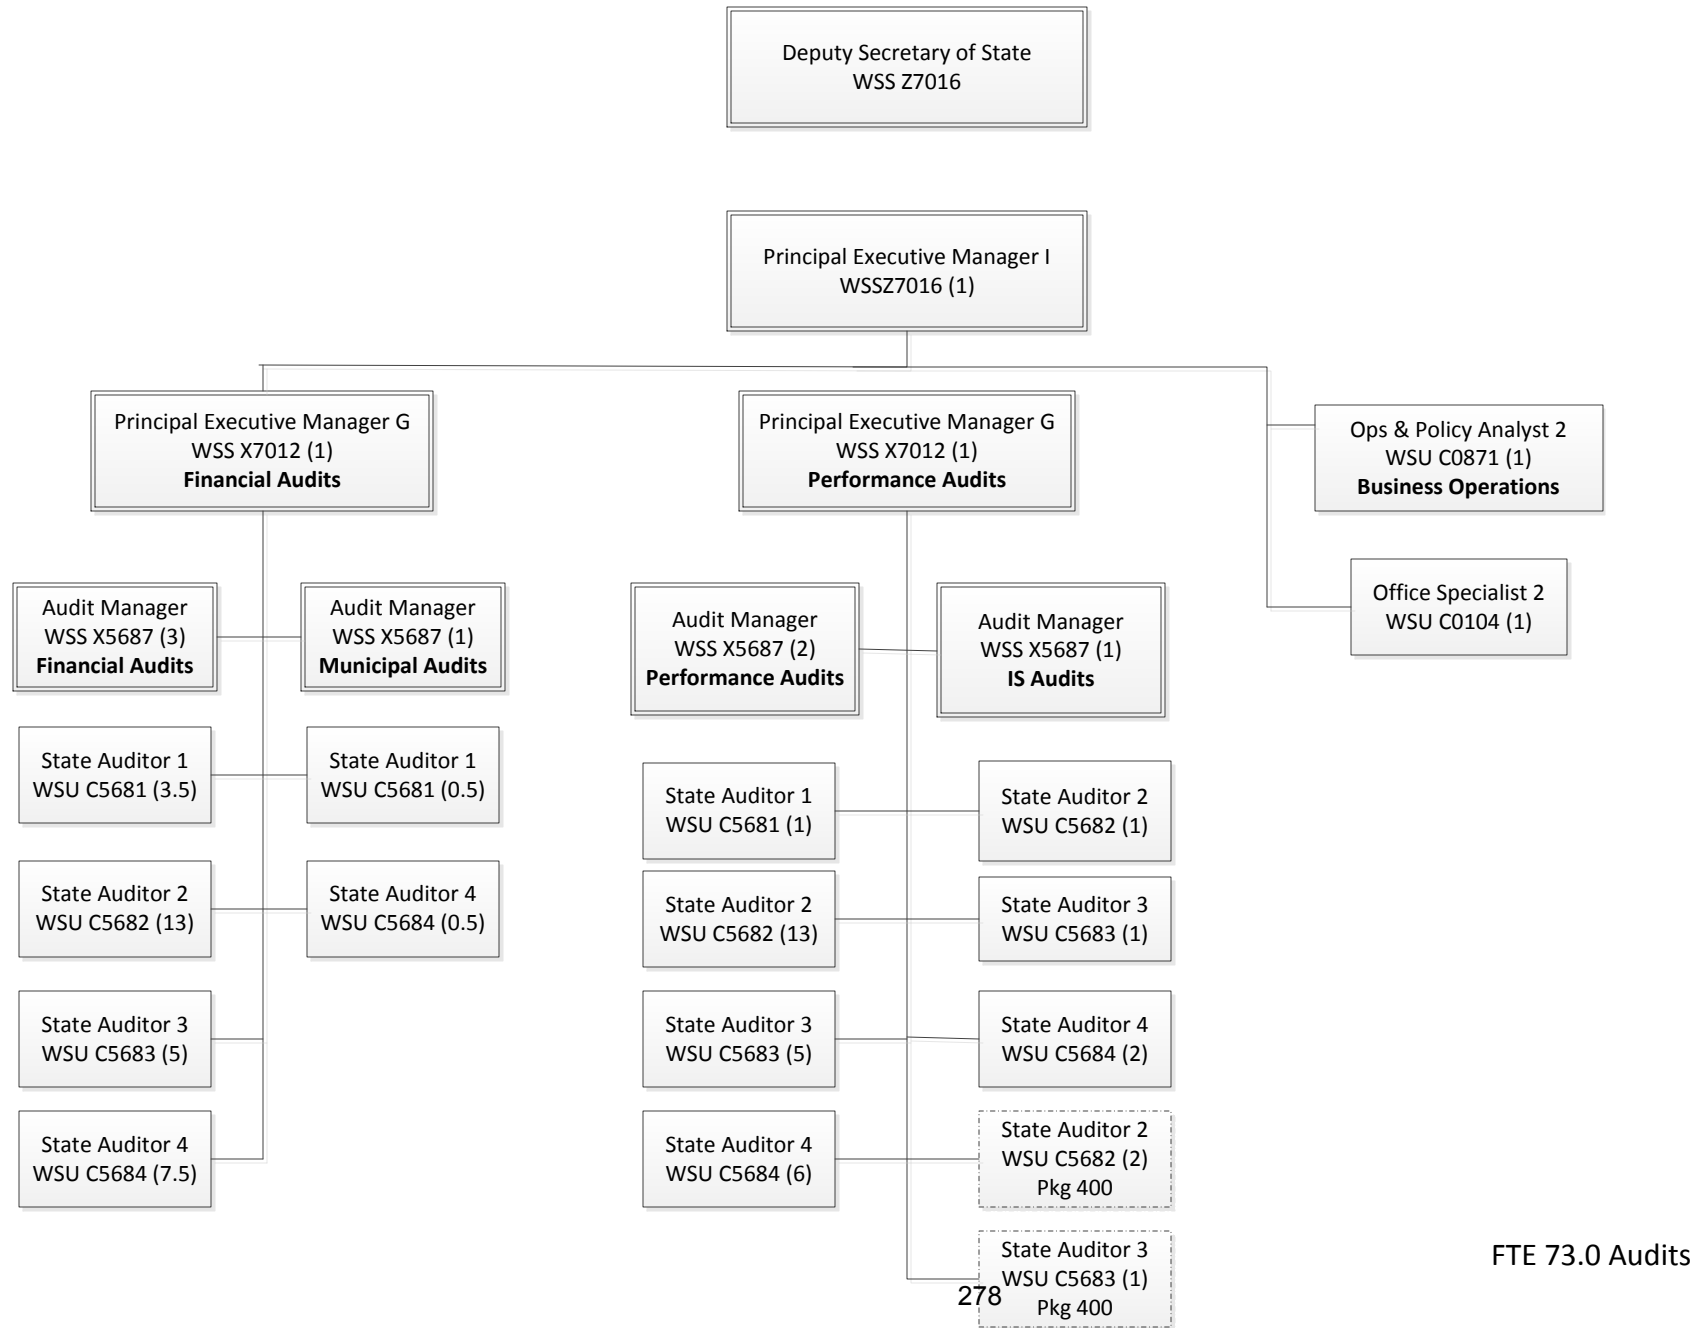 Deputy Secretary of State
WSS Z7016
Principal Executive Manager I
WSSZ7016 (1)
Principal Executive Manager G
WSS X7012 (1)
Financial Audits
Principal Executive Manager G
WSS X7012 (1)
Performance Audits
Ops & Policy Analyst 2
WSU C0871 (1)
Business Operations
Office Specialist 2
WSU C0104 (1)
Audit Manager
WSS X5687 (3)
Financial Audits
Audit Manager
WSS X5687 (1)
Municipal Audits
Audit Manager
WSS X5687 (2)
Performance Audits
Audit Manager
WSS X5687 (1)
IS Audits
State Auditor 1
WSU C5681 (3.5)
State Auditor 1
WSU C5681 (0.5)
State Auditor 1
WSU C5681 (1)
State Auditor 2
WSU C5682 (1)
State Auditor 2
WSU C5682 (13)
State Auditor 4
WSU C5684 (0.5)
State Auditor 2
WSU C5682 (13)
State Auditor 3
WSU C5683 (1)
State Auditor 3
WSU C5683 (5)
State Auditor 3
WSU C5683 (5)
State Auditor 4
WSU C5684 (2)
State Auditor 4
WSU C5684 (7.5)
State Auditor 4
WSU C5684 (6)
State Auditor 2
WSU C5682 (2)
Pkg 400
State Auditor 3
WSU C5683 (1)
Pkg 400
FTE 73.0 Audits
278